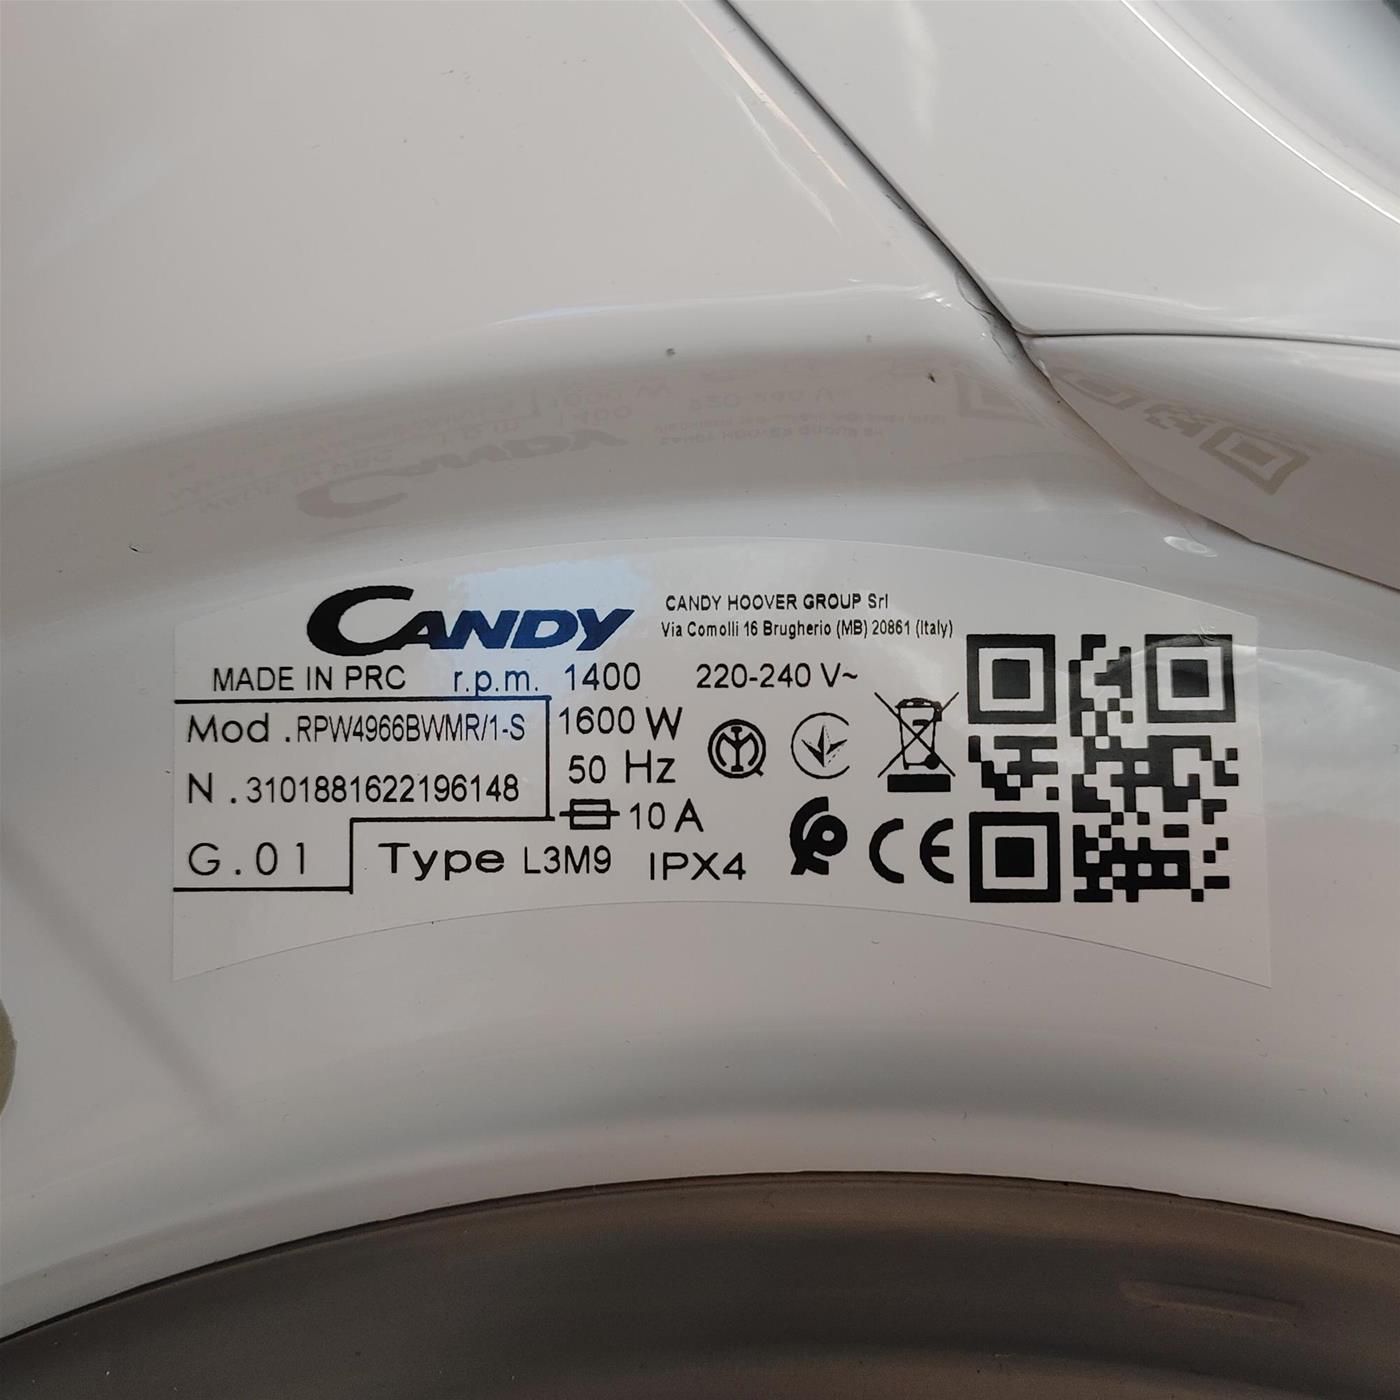 CANDY
CANDY HOOVER GROUP Srl
Via Comolli 16 Brugherio (MB) 20861 (Italy)
MADE IN PRC r.p.m. 1400 220-240 V~
Mod .RPW4966BWMR/1-S 1600 W
50 Hz
N .3101881622196148
10 A
G.01 Type L3M9 IPX4
CE